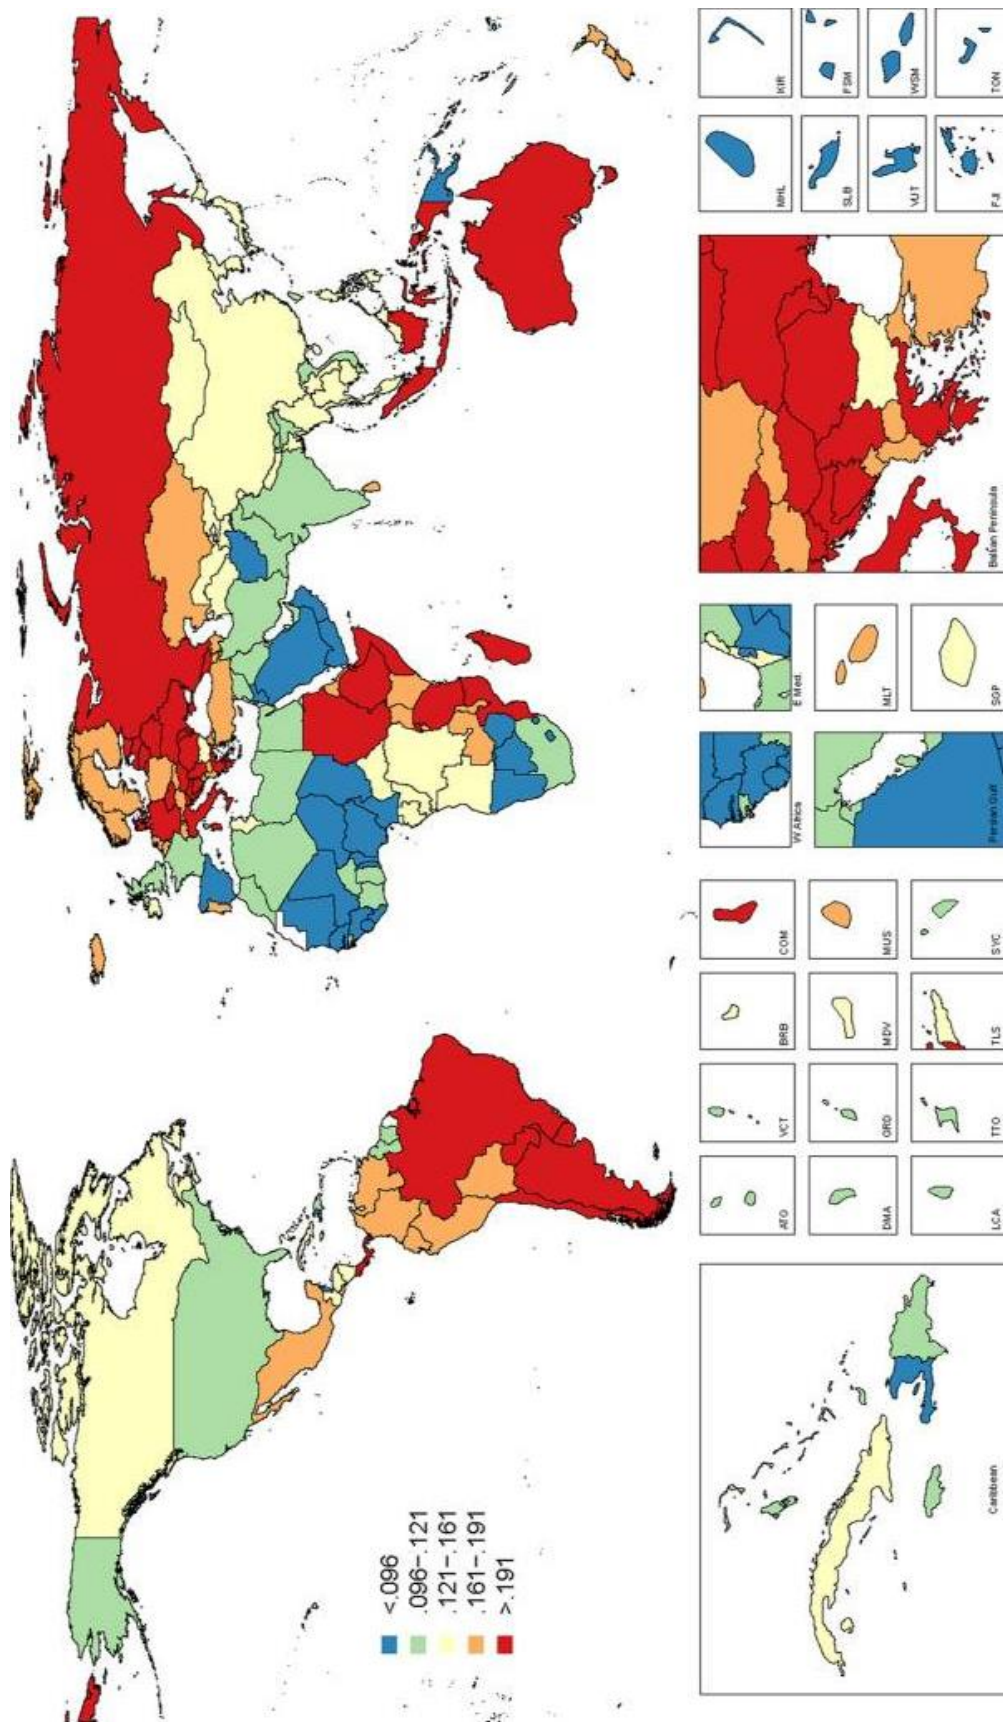 <.096
.096–.121
.121–.161
.161–.191
>.191
Caribbean
ATG
VCT
BRB
COM
DMA
GRD
MDV
MUS
LCA
TTO
TLS
SYC
W Africa
E Med.
Persian Gulf
MLT
SGP
Balkan Peninsula
MHL
KIR
SLB
FSM
VUT
WSM
FJI
TON